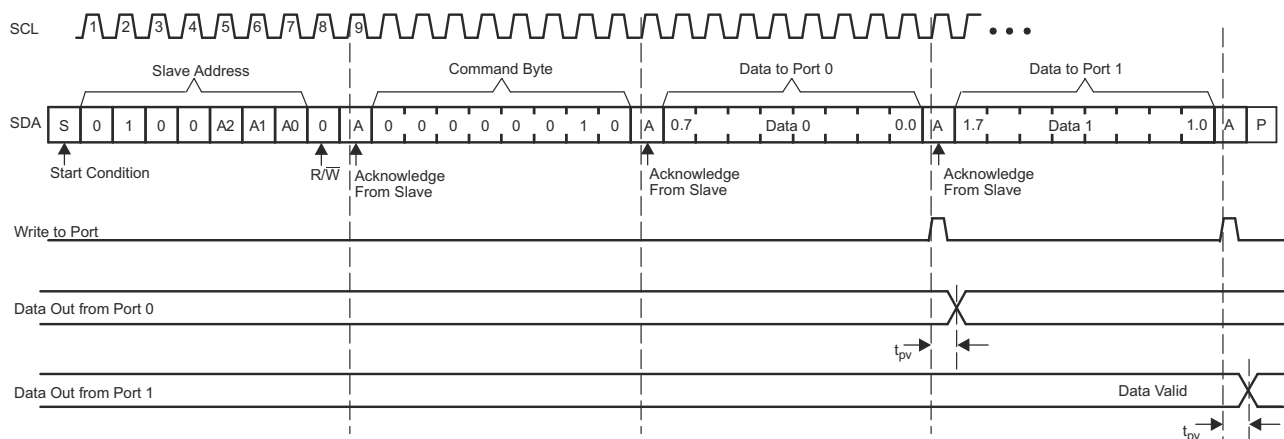 SCL 1 2 3 4 5 6 7 8 9 • • •
Slave Address Command Byte Data to Port 0 Data to Port 1
SDA S 0 1 0 0 A2 A1 A0 0 A 0 0 0 0 0 0 1 0 A 0.7 Data 0 0.0 A 1.7 Data 1 1.0 A P
Start Condition R/W̅ Acknowledge From Slave Acknowledge From Slave Acknowledge From Slave
Write to Port
Data Out from Port 0
tpv
Data Out from Port 1 Data Valid
tpv